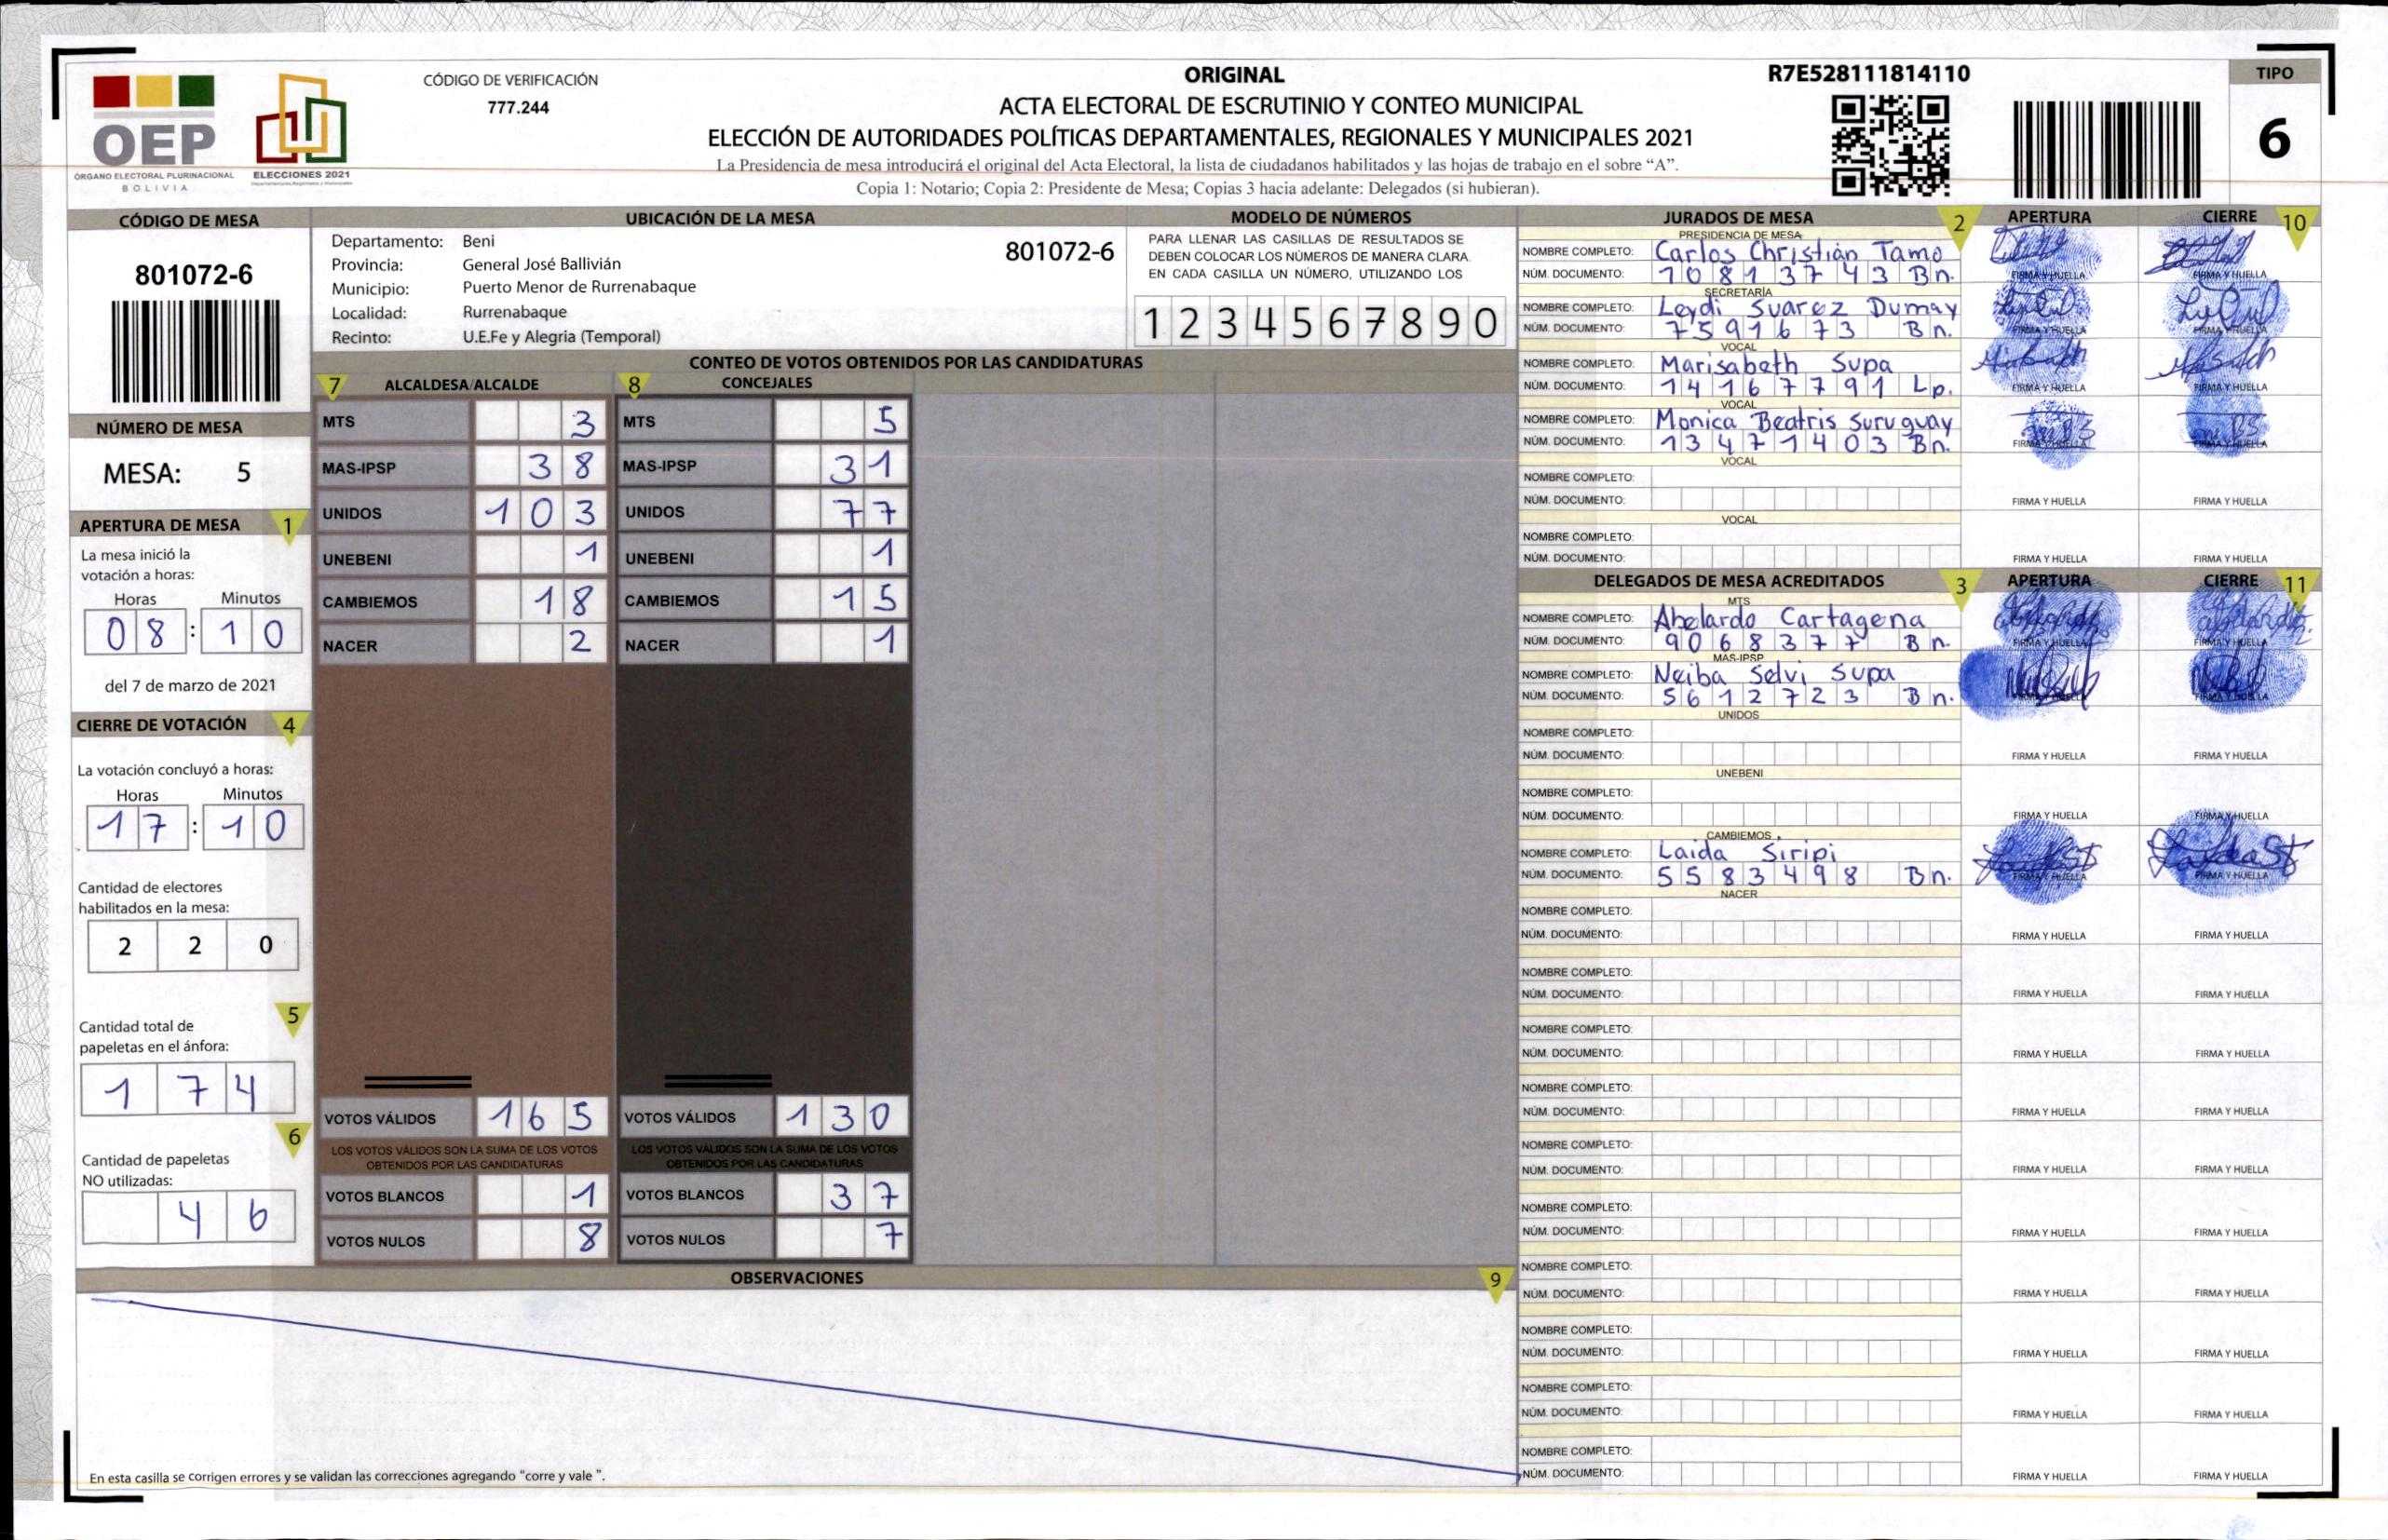 OEP
ÓRGANO ELECTORAL PLURINACIONAL
BOLIVIA
ELECCIONES 2021
CÓDIGO DE VERIFICACIÓN
777.244
ORIGINAL
ACTA ELECTORAL DE ESCRUTINIO Y CONTEO MUNICIPAL
ELECCIÓN DE AUTORIDADES POLÍTICAS DEPARTAMENTALES, REGIONALES Y MUNICIPALES 2021
La Presidencia de mesa introducirá el original del Acta Electoral, la lista de ciudadanos habilitados y las hojas de trabajo en el sobre “A”.
Copia 1: Notario; Copia 2: Presidente de Mesa; Copias 3 hacia adelante: Delegados (si hubieran).
R7E528111814110
TIPO
6
CÓDIGO DE MESA
801072-6
NÚMERO DE MESA
MESA: 5
APERTURA DE MESA 1
La mesa inició la
votación a horas:
Horas Minutos
08 : 10
del 7 de marzo de 2021
CIERRE DE VOTACIÓN 4
La votación concluyó a horas:
Horas Minutos
17 : 10
Cantidad de electores
habilitados en la mesa:
2 2 0
5
Cantidad total de
papeletas en el ánfora:
1 7 4
6
Cantidad de papeletas
NO utilizadas:
4 6
UBICACIÓN DE LA MESA
Departamento: Beni
801072-6
Provincia: General José Ballivián
Municipio: Puerto Menor de Rurrenabaque
Localidad: Rurrenabaque
Recinto: U.E.Fe y Alegria (Temporal)
MODELO DE NÚMEROS
PARA LLENAR LAS CASILLAS DE RESULTADOS SE
DEBEN COLOCAR LOS NÚMEROS DE MANERA CLARA
EN CADA CASILLA UN NÚMERO, UTILIZANDO LOS
1 2 3 4 5 6 7 8 9 0
CONTEO DE VOTOS OBTENIDOS POR LAS CANDIDATURAS
7 ALCALDESA/ALCALDE
MTS 3
MAS-IPSP 38
UNIDOS 103
UNEBENI 1
CAMBIEMOS 18
NACER 2
VOTOS VÁLIDOS 165
LOS VOTOS VÁLIDOS SON LA SUMA DE LOS VOTOS
OBTENIDOS POR LAS CANDIDATURAS
VOTOS BLANCOS 1
VOTOS NULOS 8
8 CONCEJALES
MTS 5
MAS-IPSP 31
UNIDOS 77
UNEBENI 1
CAMBIEMOS 15
NACER 1
VOTOS VÁLIDOS 130
LOS VOTOS VÁLIDOS SON LA SUMA DE LOS VOTOS
OBTENIDOS POR LAS CANDIDATURAS
VOTOS BLANCOS 37
VOTOS NULOS 7
OBSERVACIONES 9
En esta casilla se corrigen errores y se validan las correcciones agregando “corre y vale ”.
JURADOS DE MESA 2 APERTURA CIERRE 10
PRESIDENCIA DE MESA
NOMBRE COMPLETO: Carlos Christian Tamo
NÚM. DOCUMENTO: 10813743 Bn. FIRMA Y HUELLA FIRMA Y HUELLA
SECRETARÍA
NOMBRE COMPLETO: Leydi Suarez Dumay
NÚM. DOCUMENTO: 7591673 Bn. FIRMA Y HUELLA FIRMA Y HUELLA
VOCAL
NOMBRE COMPLETO: Marisabeth Supa
NÚM. DOCUMENTO: 14167791 Lp. FIRMA Y HUELLA FIRMA Y HUELLA
VOCAL
NOMBRE COMPLETO: Monica Beatris Suruguay
NÚM. DOCUMENTO: 13471403 Bn. FIRMA Y HUELLA FIRMA Y HUELLA
VOCAL
NOMBRE COMPLETO:
NÚM. DOCUMENTO: FIRMA Y HUELLA FIRMA Y HUELLA
VOCAL
NOMBRE COMPLETO:
NÚM. DOCUMENTO: FIRMA Y HUELLA FIRMA Y HUELLA
DELEGADOS DE MESA ACREDITADOS 3 APERTURA CIERRE 11
MTS
NOMBRE COMPLETO: Abelardo Cartagena
NÚM. DOCUMENTO: 9068377 Bn. FIRMA Y HUELLA FIRMA Y HUELLA
MAS-IPSP
NOMBRE COMPLETO: Neiba Selvi Supa
NÚM. DOCUMENTO: 5612723 Bn. FIRMA Y HUELLA FIRMA Y HUELLA
UNIDOS
NOMBRE COMPLETO:
NÚM. DOCUMENTO: FIRMA Y HUELLA FIRMA Y HUELLA
UNEBENI
NOMBRE COMPLETO:
NÚM. DOCUMENTO: FIRMA Y HUELLA FIRMA Y HUELLA
CAMBIEMOS
NOMBRE COMPLETO: Laida Siripi
NÚM. DOCUMENTO: 5583498 Bn. FIRMA Y HUELLA FIRMA Y HUELLA
NACER
NOMBRE COMPLETO:
NÚM. DOCUMENTO: FIRMA Y HUELLA FIRMA Y HUELLA
NOMBRE COMPLETO:
NÚM. DOCUMENTO: FIRMA Y HUELLA FIRMA Y HUELLA
NOMBRE COMPLETO:
NÚM. DOCUMENTO: FIRMA Y HUELLA FIRMA Y HUELLA
NOMBRE COMPLETO:
NÚM. DOCUMENTO: FIRMA Y HUELLA FIRMA Y HUELLA
NOMBRE COMPLETO:
NÚM. DOCUMENTO: FIRMA Y HUELLA FIRMA Y HUELLA
NOMBRE COMPLETO:
NÚM. DOCUMENTO: FIRMA Y HUELLA FIRMA Y HUELLA
NOMBRE COMPLETO:
NÚM. DOCUMENTO: FIRMA Y HUELLA FIRMA Y HUELLA
NOMBRE COMPLETO:
NÚM. DOCUMENTO: FIRMA Y HUELLA FIRMA Y HUELLA
NOMBRE COMPLETO:
NÚM. DOCUMENTO: FIRMA Y HUELLA FIRMA Y HUELLA
NOMBRE COMPLETO:
NÚM. DOCUMENTO: FIRMA Y HUELLA FIRMA Y HUELLA